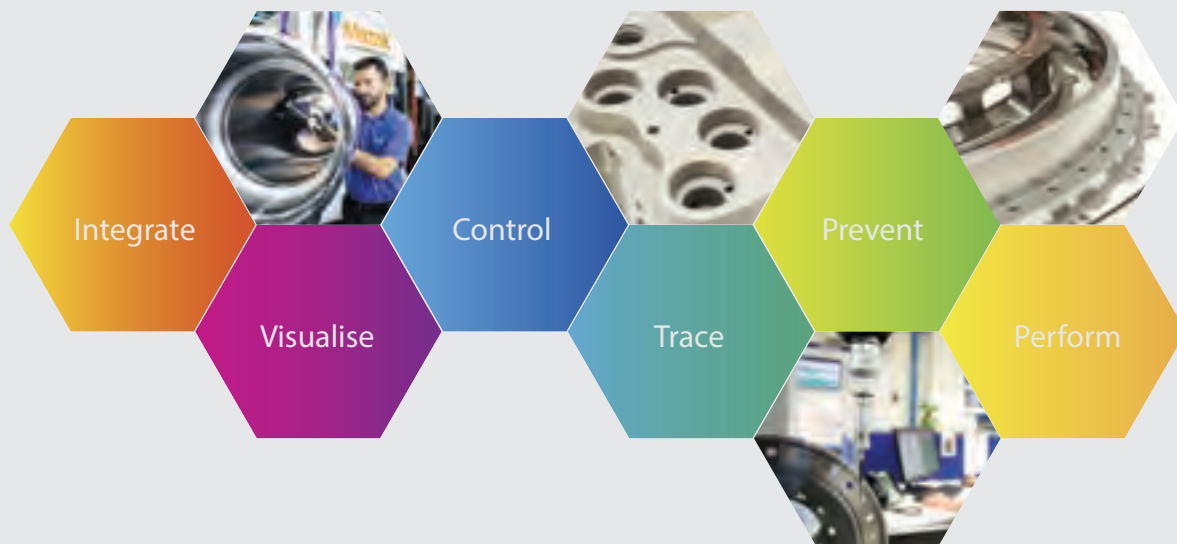 Integrate
Visualise
Control
Trace
Prevent
Perform